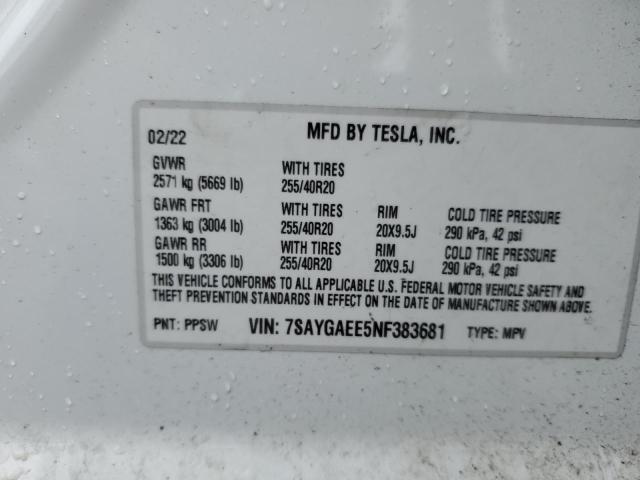 02/22 MFD BY TESLA, INC.
GVWR WITH TIRES
2571 kg (5669 lb) 255/40R20
GAWR FRT WITH TIRES RIM COLD TIRE PRESSURE
1363 kg (3004 lb) 255/40R20 20X9.5J 290 kPa, 42 psi
GAWR RR WITH TIRES RIM COLD TIRE PRESSURE
1500 kg (3306 lb) 255/40R20 20X9.5J 290 kPa, 42 psi
THIS VEHICLE CONFORMS TO ALL APPLICABLE U.S. FEDERAL MOTOR VEHICLE SAFETY AND
THEFT PREVENTION STANDARDS IN EFFECT ON THE DATE OF MANUFACTURE SHOWN ABOVE.
PNT: PPSW VIN: 7SAYGAEE5NF383681 TYPE: MPV